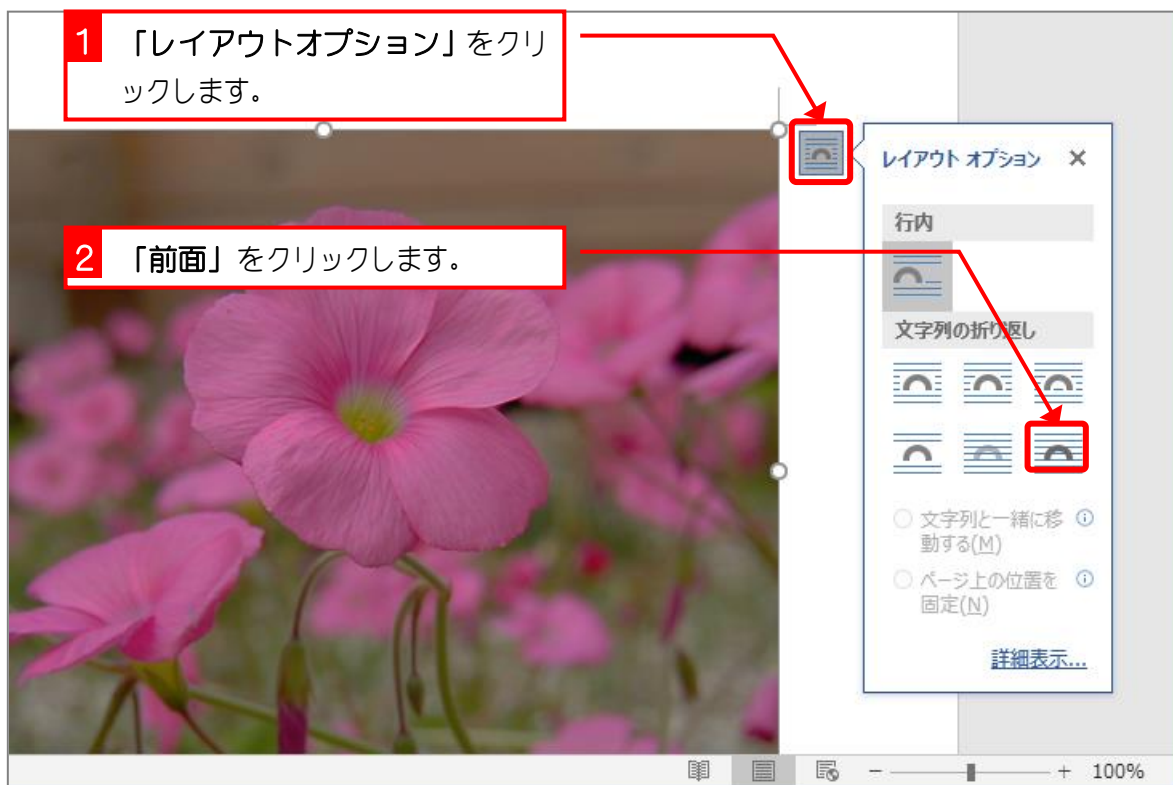 1 「レイアウトオプション」をクリ
ックします。
レイアウト オプション ×
行内
2 「前面」をクリックします。
文字列の折り返し
文字列と一緒に移
動する(M)
ページ上の位置を
固定(N)
詳細表示...
- + 100%